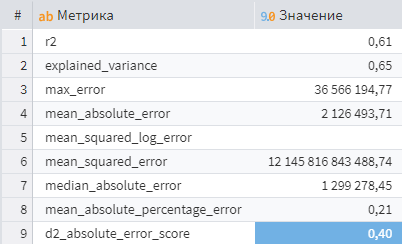 # ab Метрика 9.0 Значение
1 r2 0,61
2 explained_variance 0,65
3 max_error 36 566 194,77
4 mean_absolute_error 2 126 493,71
5 mean_squared_log_error
6 mean_squared_error 12 145 816 843 488,74
7 median_absolute_error 1 299 278,45
8 mean_absolute_percentage_error 0,21
9 d2_absolute_error_score 0,40